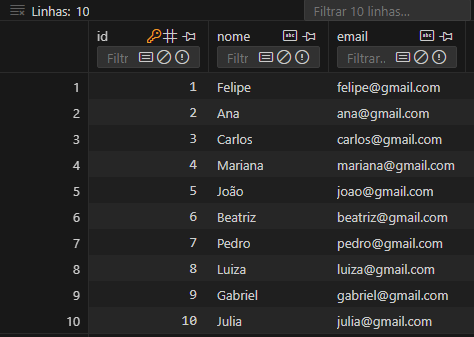 Linhas: 10 Filtrar 10 linhas...
id nome email
Filtr Filtr Filtrar...
1 1 Felipe felipe@gmail.com
2 2 Ana ana@gmail.com
3 3 Carlos carlos@gmail.com
4 4 Mariana mariana@gmail.com
5 5 João joao@gmail.com
6 6 Beatriz beatriz@gmail.com
7 7 Pedro pedro@gmail.com
8 8 Luiza luiza@gmail.com
9 9 Gabriel gabriel@gmail.com
10 10 Julia julia@gmail.com